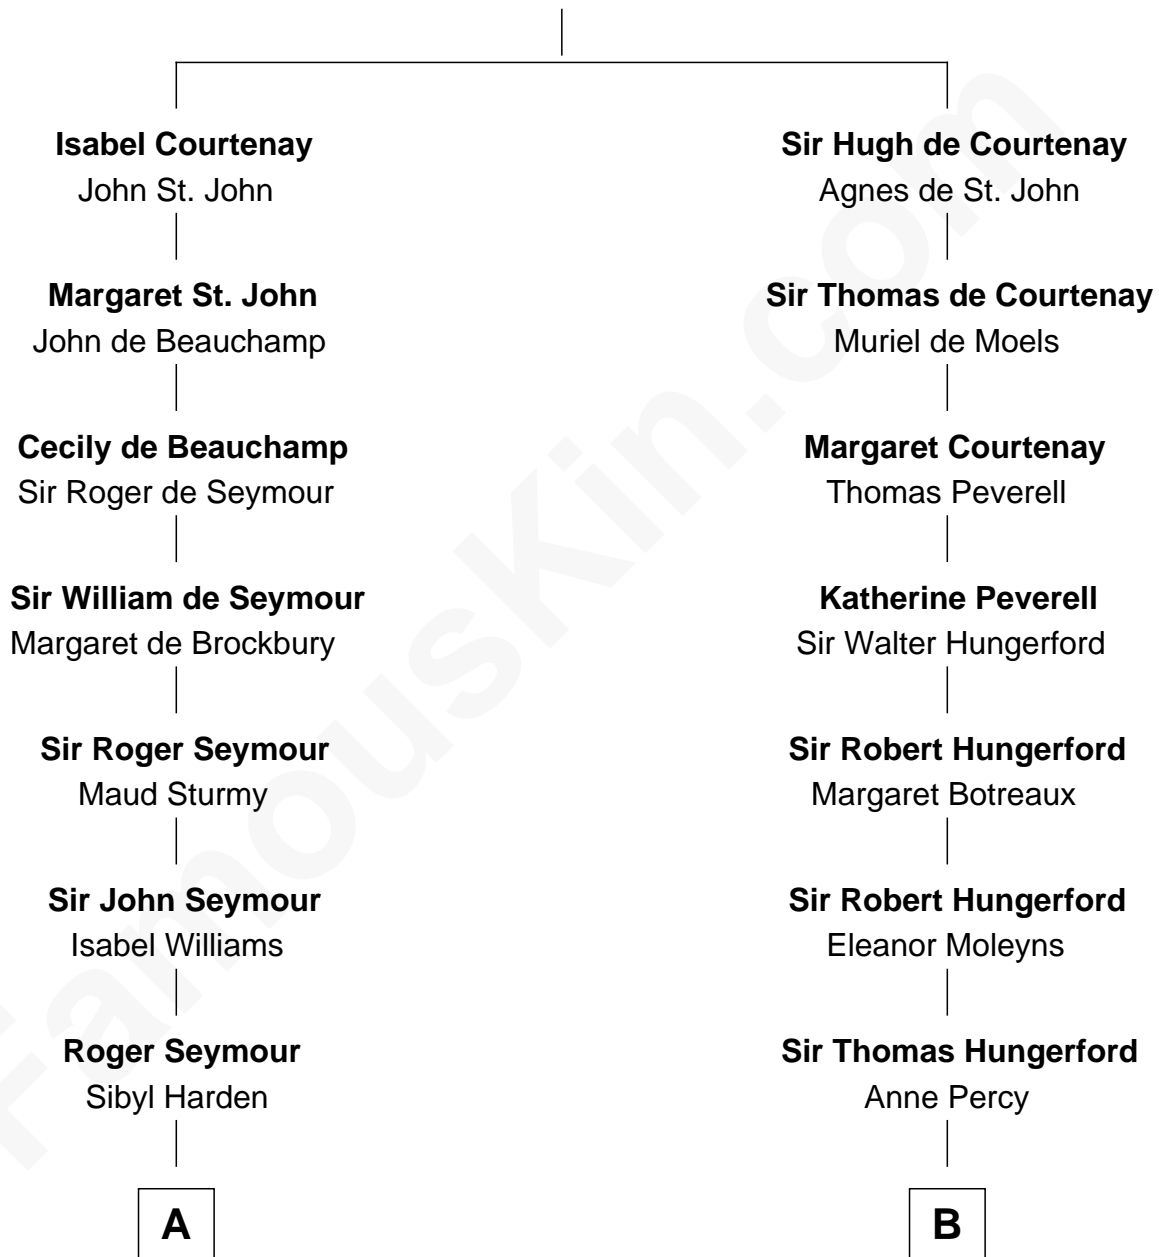 Isabel Courtenay
John St. John
Margaret St. John
John de Beauchamp
Cecily de Beauchamp
Sir Roger de Seymour
Sir William de Seymour
Margaret de Brockbury
Sir Roger Seymour
Maud Sturmy
Sir John Seymour
Isabel Williams
Roger Seymour
Sibyl Harden
A
Sir Hugh de Courtenay
Agnes de St. John
Sir Thomas de Courtenay
Muriel de Moels
Margaret Courtenay
Thomas Peverell
Katherine Peverell
Sir Walter Hungerford
Sir Robert Hungerford
Margaret Botreaux
Sir Robert Hungerford
Eleanor Moleyns
Sir Thomas Hungerford
Anne Percy
B
FamousKin.com